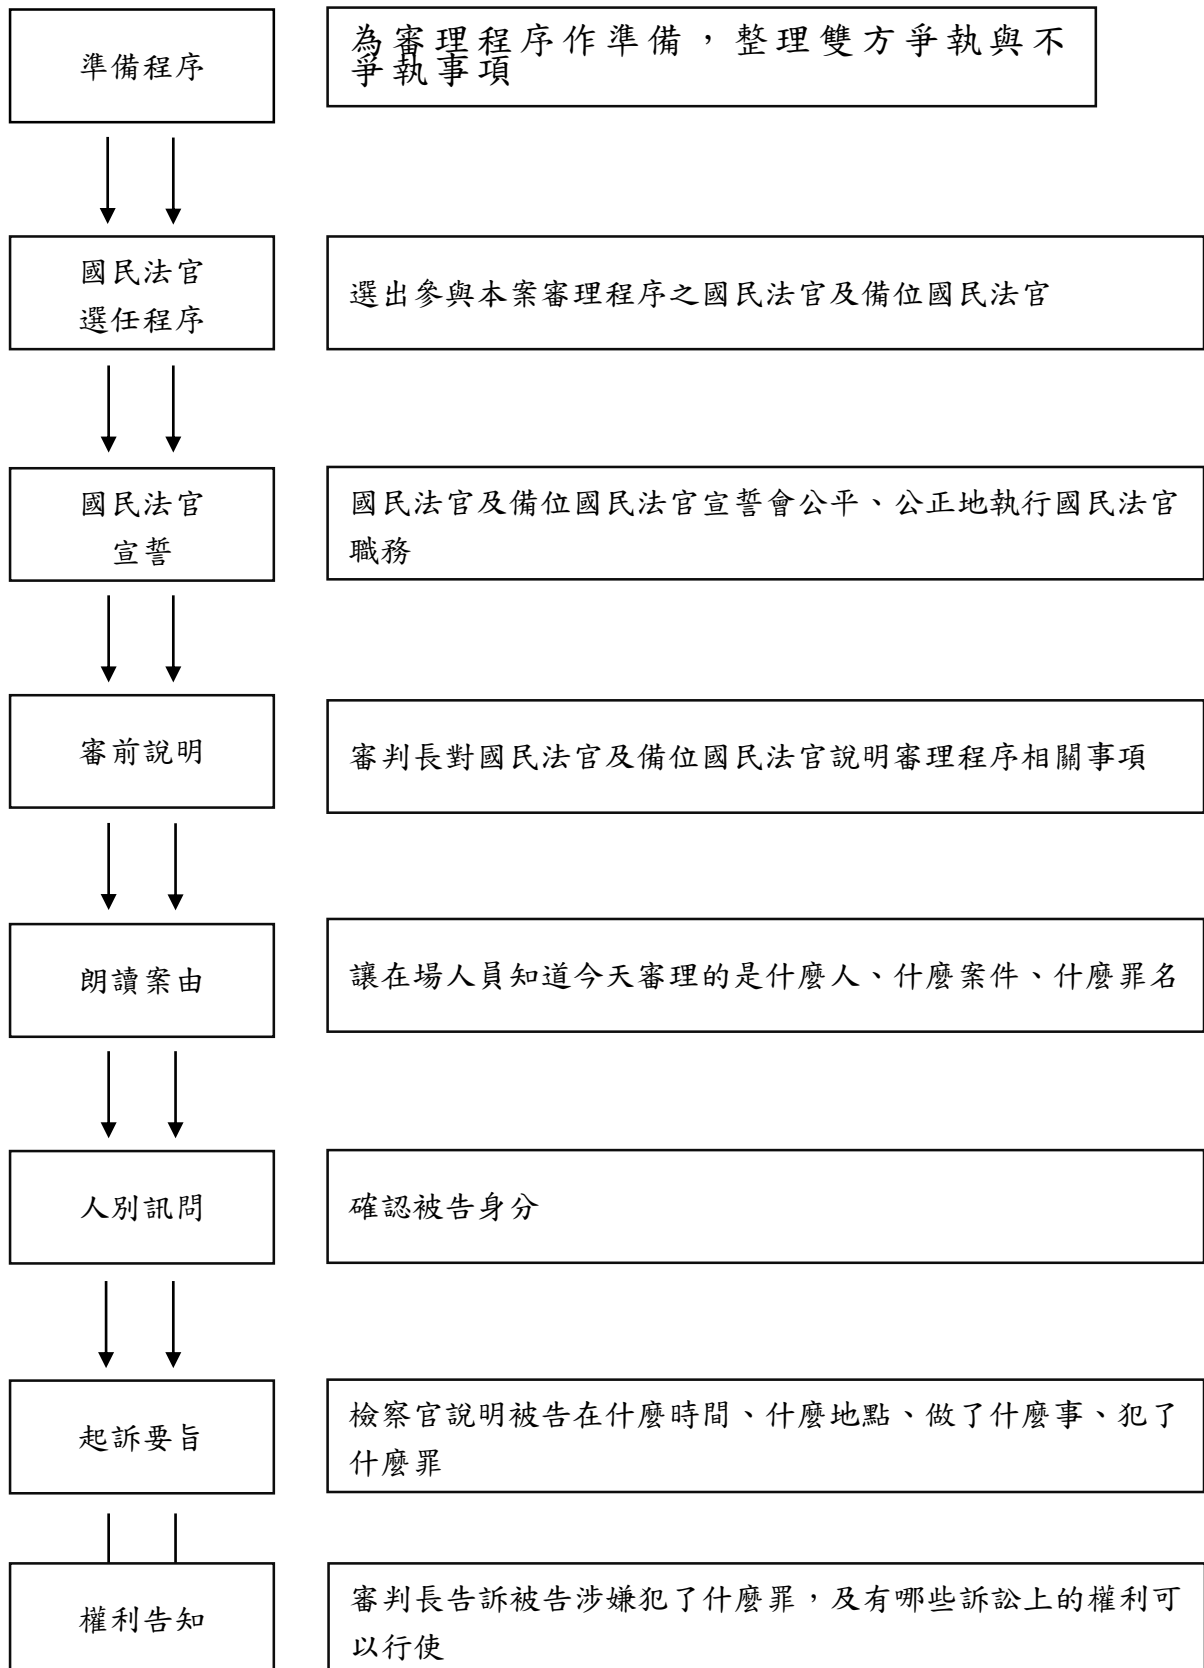 準備程序
為審理程序作準備，整理雙方爭執與不
爭執事項
國民法官
選任程序
選出參與本案審理程序之國民法官及備位國民法官
國民法官
宣誓
國民法官及備位國民法官宣誓會公平、公正地執行國民法官
職務
審前說明
審判長對國民法官及備位國民法官說明審理程序相關事項
朗讀案由
讓在場人員知道今天審理的是什麼人、什麼案件、什麼罪名
人別訊問
確認被告身分
起訴要旨
檢察官說明被告在什麼時間、什麼地點、做了什麼事、犯了
什麼罪
權利告知
審判長告訴被告涉嫌犯了什麼罪，及有哪些訴訟上的權利可
以行使